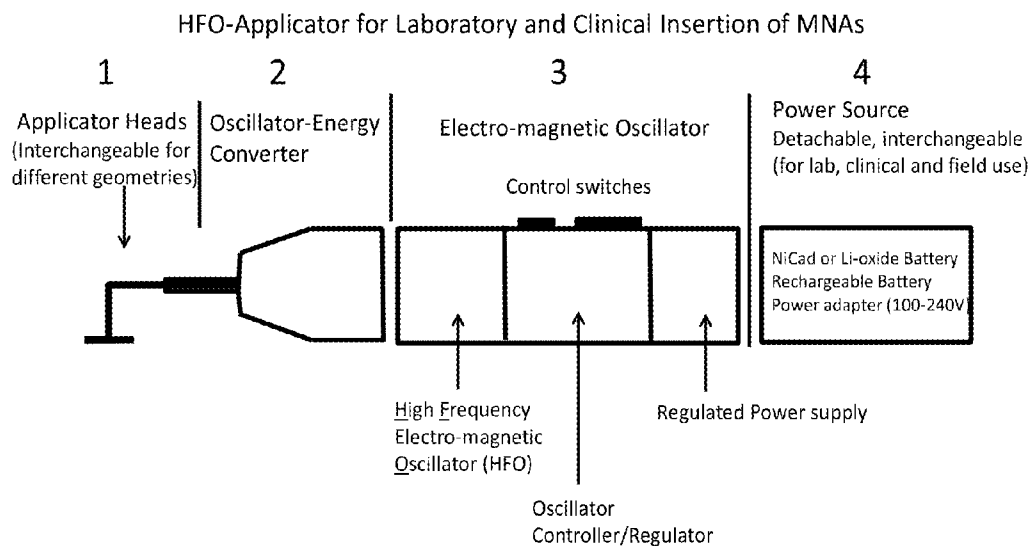 HFO-Applicator for Laboratory and Clinical Insertion of MNAs
1
2
3
4
Applicator Heads
(Interchangeable for
different geometries)
Oscillator-Energy
Converter
Electro-magnetic Oscillator
Control switches
Power Source
Detachable, interchangeable
(for lab, clinical and field use)
NiCad or Li-oxide Battery
Rechargeable Battery
Power adapter (100-240V)
High Frequency
Electro-magnetic
Oscillator (HFO)
Regulated Power supply
Oscillator
Controller/Regulator